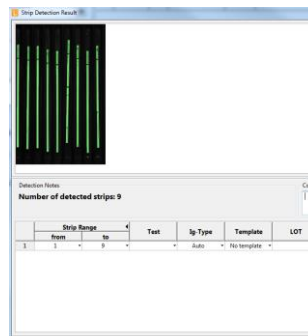 Strip Detection Result
Detection Notes
Number of detected strips: 9
Strip Range
from to Test Ig-Type Template LOT
1 1 9 Auto No template